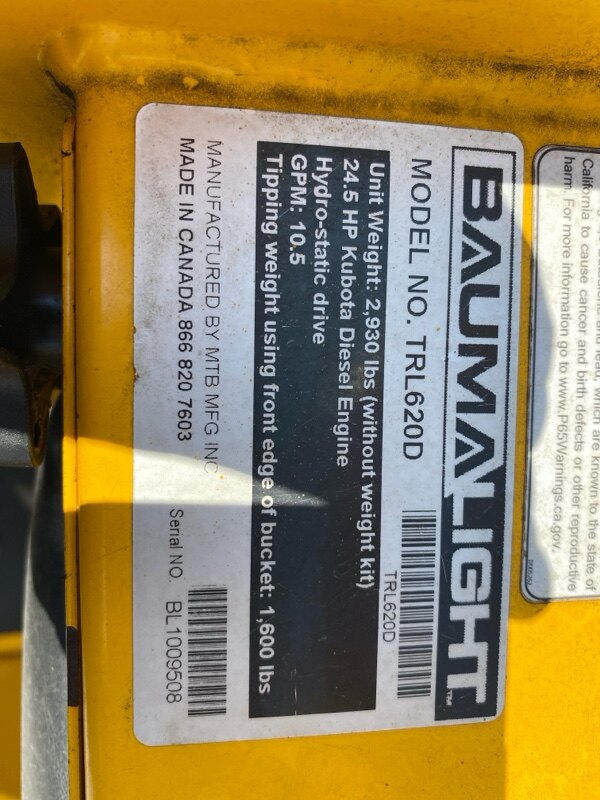 California to cause cancer and birth defects or other reproductive
harm. For more information go to www.P65Warnings.ca.gov.
BAUMALIGHT™
MODEL NO. TRL620D
TRL620D
Unit Weight: 2,930 lbs (without weight kit)
24.5 HP Kubota Diesel Engine
Hydro-static drive
GPM: 10.5
Tipping weight using front edge of bucket: 1,600 lbs
MANUFACTURED BY MTB MFG INC
MADE IN CANADA 866 820 7603
Serial NO. BL1009508